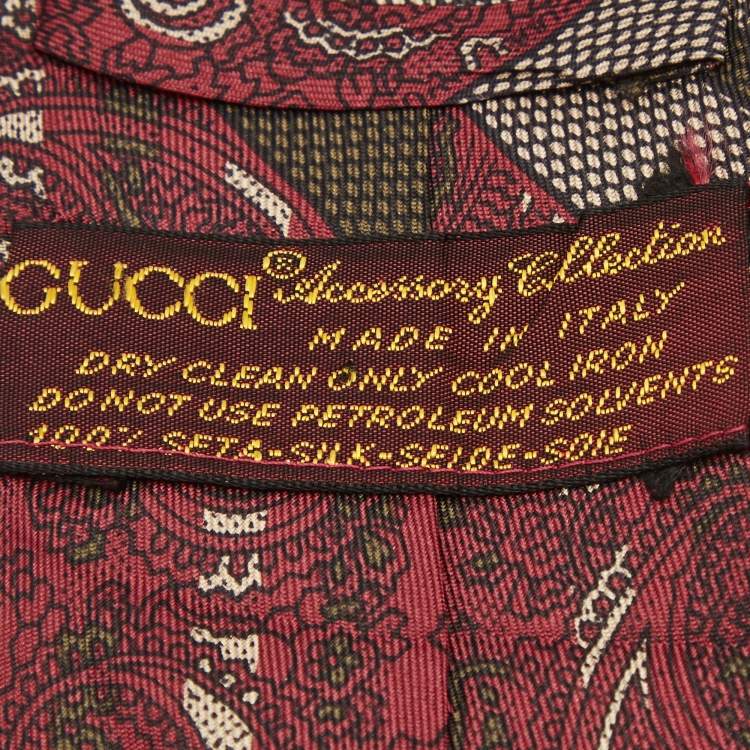 GUCCI® Accessory Collection
MADE IN ITALY
DRY CLEAN ONLY COOL IRON
DO NOT USE PETROLEUM SOLVENTS
100% SETA-SILK-SEIDE-SOIE